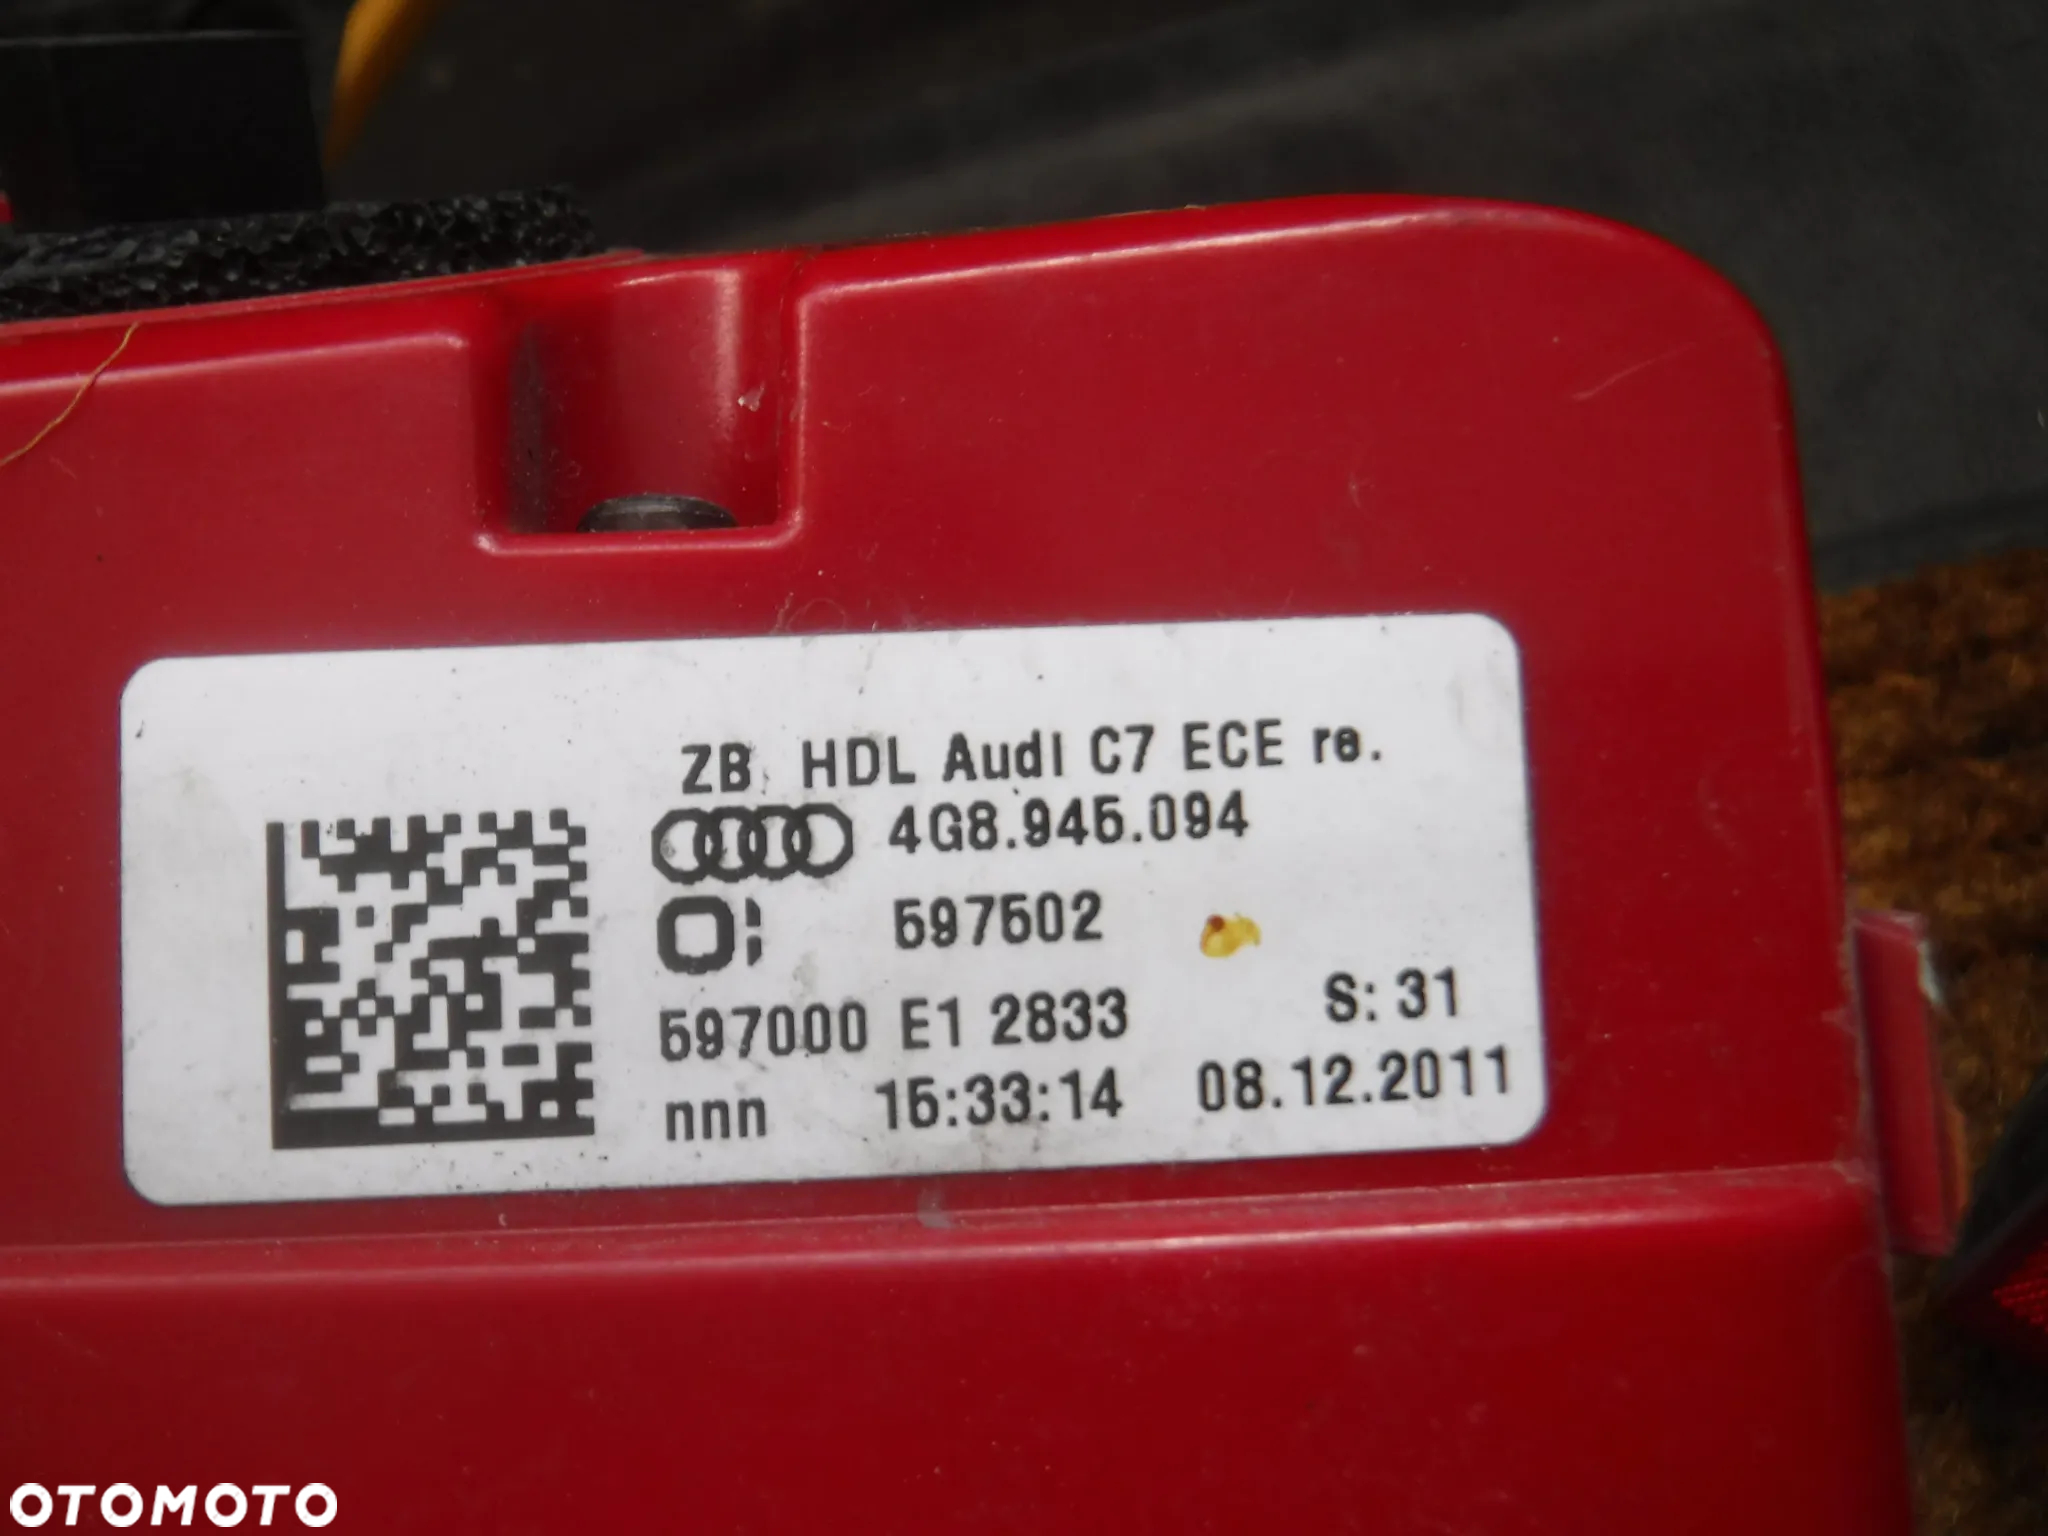 ZB HDL Audi C7 ECE re.
4G8.945.094
597502
597000 E1 2833 S: 31
nnn 15:33:14 08.12.2011
OTOMOTO